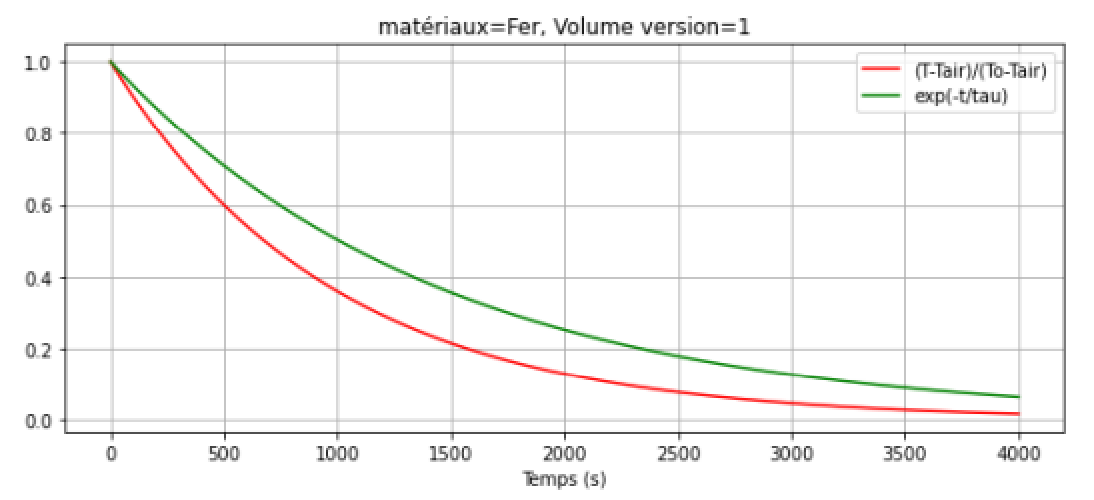 matériaux=Fer, Volume version=1
1.0
0.8
0.6
0.4
0.2
0.0
(T-Tair)/(To-Tair)
exp(-t/tau)
0 500 1000 1500 2000 2500 3000 3500 4000
Temps (s)